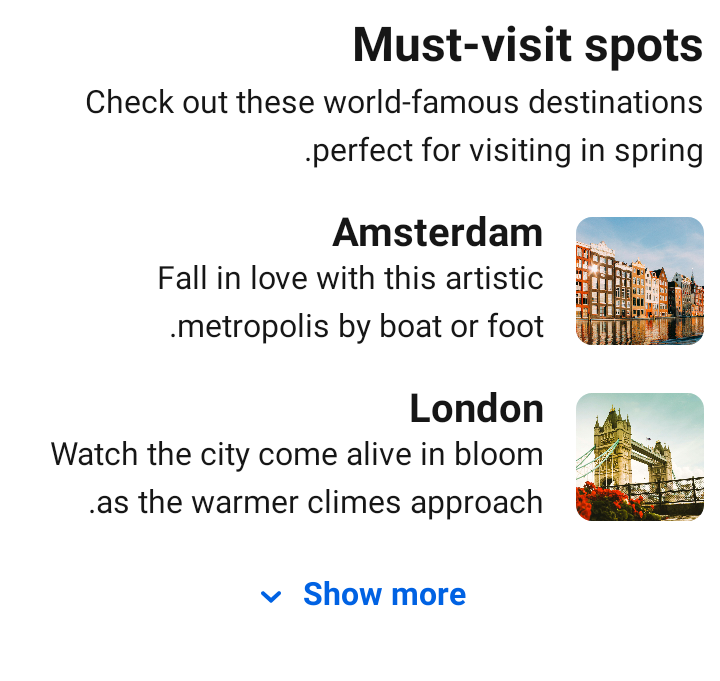 Must-visit spots
Check out these world-famous destinations
.perfect for visiting in spring
Amsterdam
Fall in love with this artistic
.metropolis by boat or foot
London
Watch the city come alive in bloom
.as the warmer climes approach
Show more